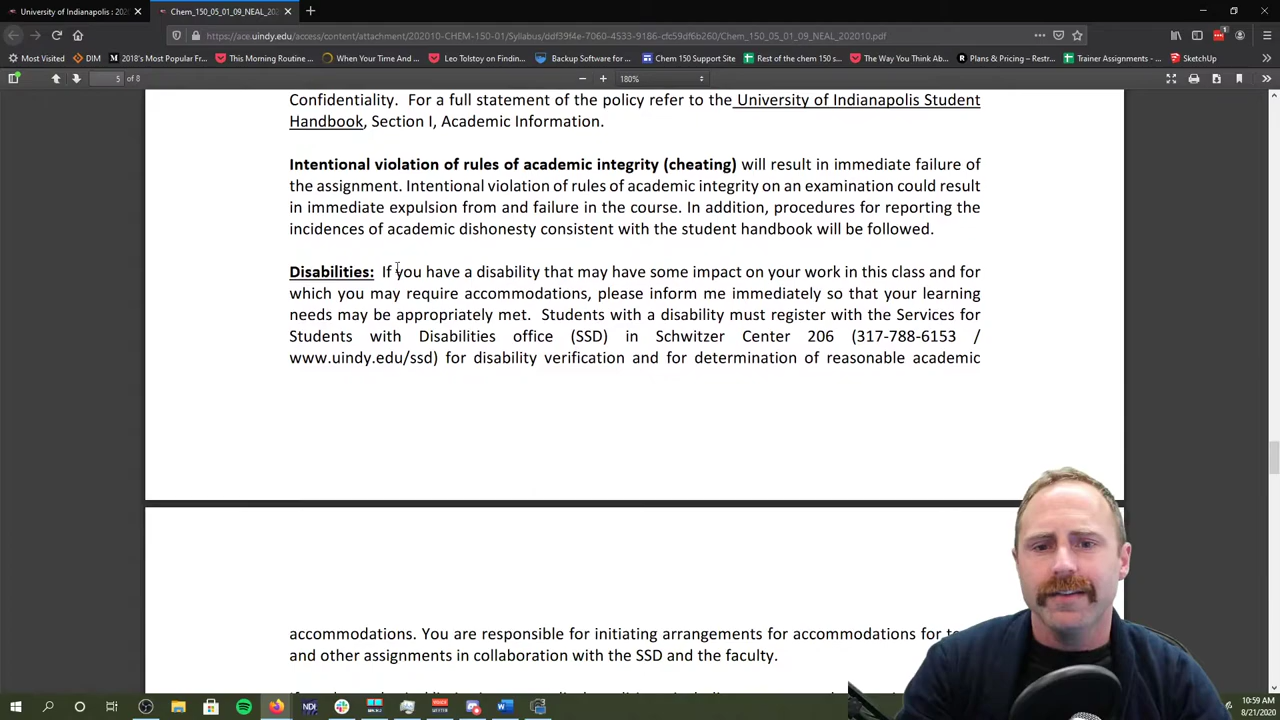 University of Indianapolis : 202
Chem_150_05_01_09_NEAL_202
https://ace.uindy.edu/access/content/attachment/202010-CHEM-150-01/Syllabus/ddf39f4e-7060-4533-9186-cfc59df6b260/Chem_150_05_01_09_NEAL_202010.pdf
Most Visited
DIM
2018's Most Popular Fr...
This Morning Routine ...
When Your Time And ...
Leo Tolstoy on Findin...
Backup Software for ...
Chem 150 Support Site
Rest of the chem 150 s...
The Way You Think Ab...
Plans & Pricing – Restr...
Trainer Assignments - ...
SketchUp
5 of 8
180%
Confidentiality. For a full statement of the policy refer to the University of Indianapolis Student
Handbook, Section I, Academic Information.
Intentional violation of rules of academic integrity (cheating) will result in immediate failure of
the assignment. Intentional violation of rules of academic integrity on an examination could result
in immediate expulsion from and failure in the course. In addition, procedures for reporting the
incidences of academic dishonesty consistent with the student handbook will be followed.
Disabilities: If you have a disability that may have some impact on your work in this class and for
which you may require accommodations, please inform me immediately so that your learning
needs may be appropriately met. Students with a disability must register with the Services for
Students with Disabilities office (SSD) in Schwitzer Center 206 (317-788-6153 /
www.uindy.edu/ssd) for disability verification and for determination of reasonable academic
accommodations. You are responsible for initiating arrangements for accommodations for
and other assignments in collaboration with the SSD and the faculty.
10:59 AM
8/21/2020